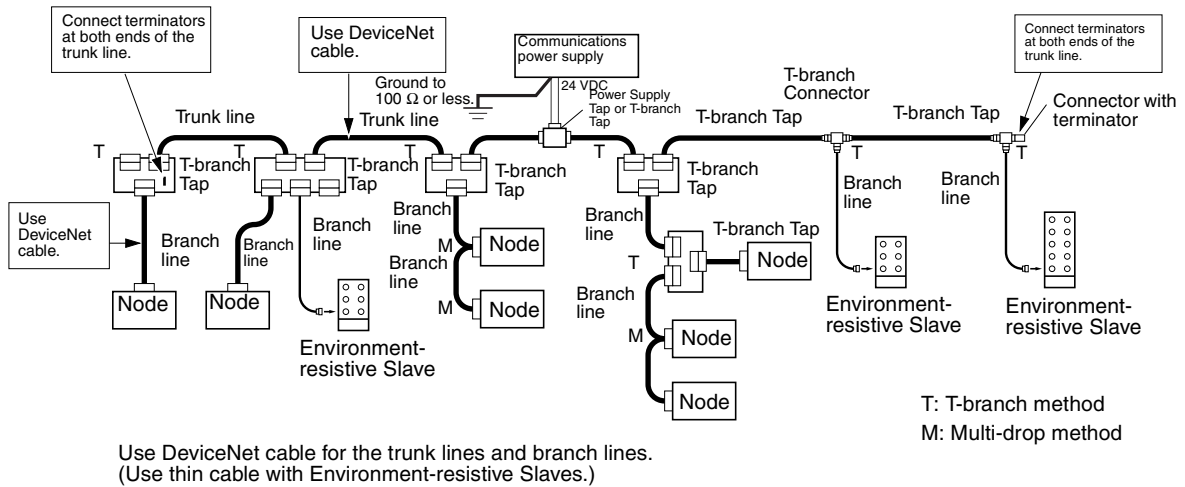 Connect terminators
at both ends of the
trunk line.
Use DeviceNet
cable.
Communications
power supply
Connect terminators
at both ends of the
trunk line.
Ground to
100 Ω or less.
24 VDC
Power Supply
Tap or T-branch
Tap
T-branch
Connector
Trunk line
Trunk line
T-branch Tap
T-branch Tap
Connector with
terminator
T
T
T
T
T
T
T-branch
Tap
T-branch
Tap
T-branch
Tap
T-branch
Tap
Use
DeviceNet
cable.
Branch
line
Branch
line
Branch
line
Branch
line
Branch
line
Branch
line
Branch
line
M
Node
Branch
line
M
Node
T-branch Tap
T
Node
Branch
line
M
Node
Node
Node
Node
Environment-
resistive Slave
Environment-
resistive Slave
Environment-
resistive Slave
T: T-branch method
M: Multi-drop method
Use DeviceNet cable for the trunk lines and branch lines.
(Use thin cable with Environment-resistive Slaves.)